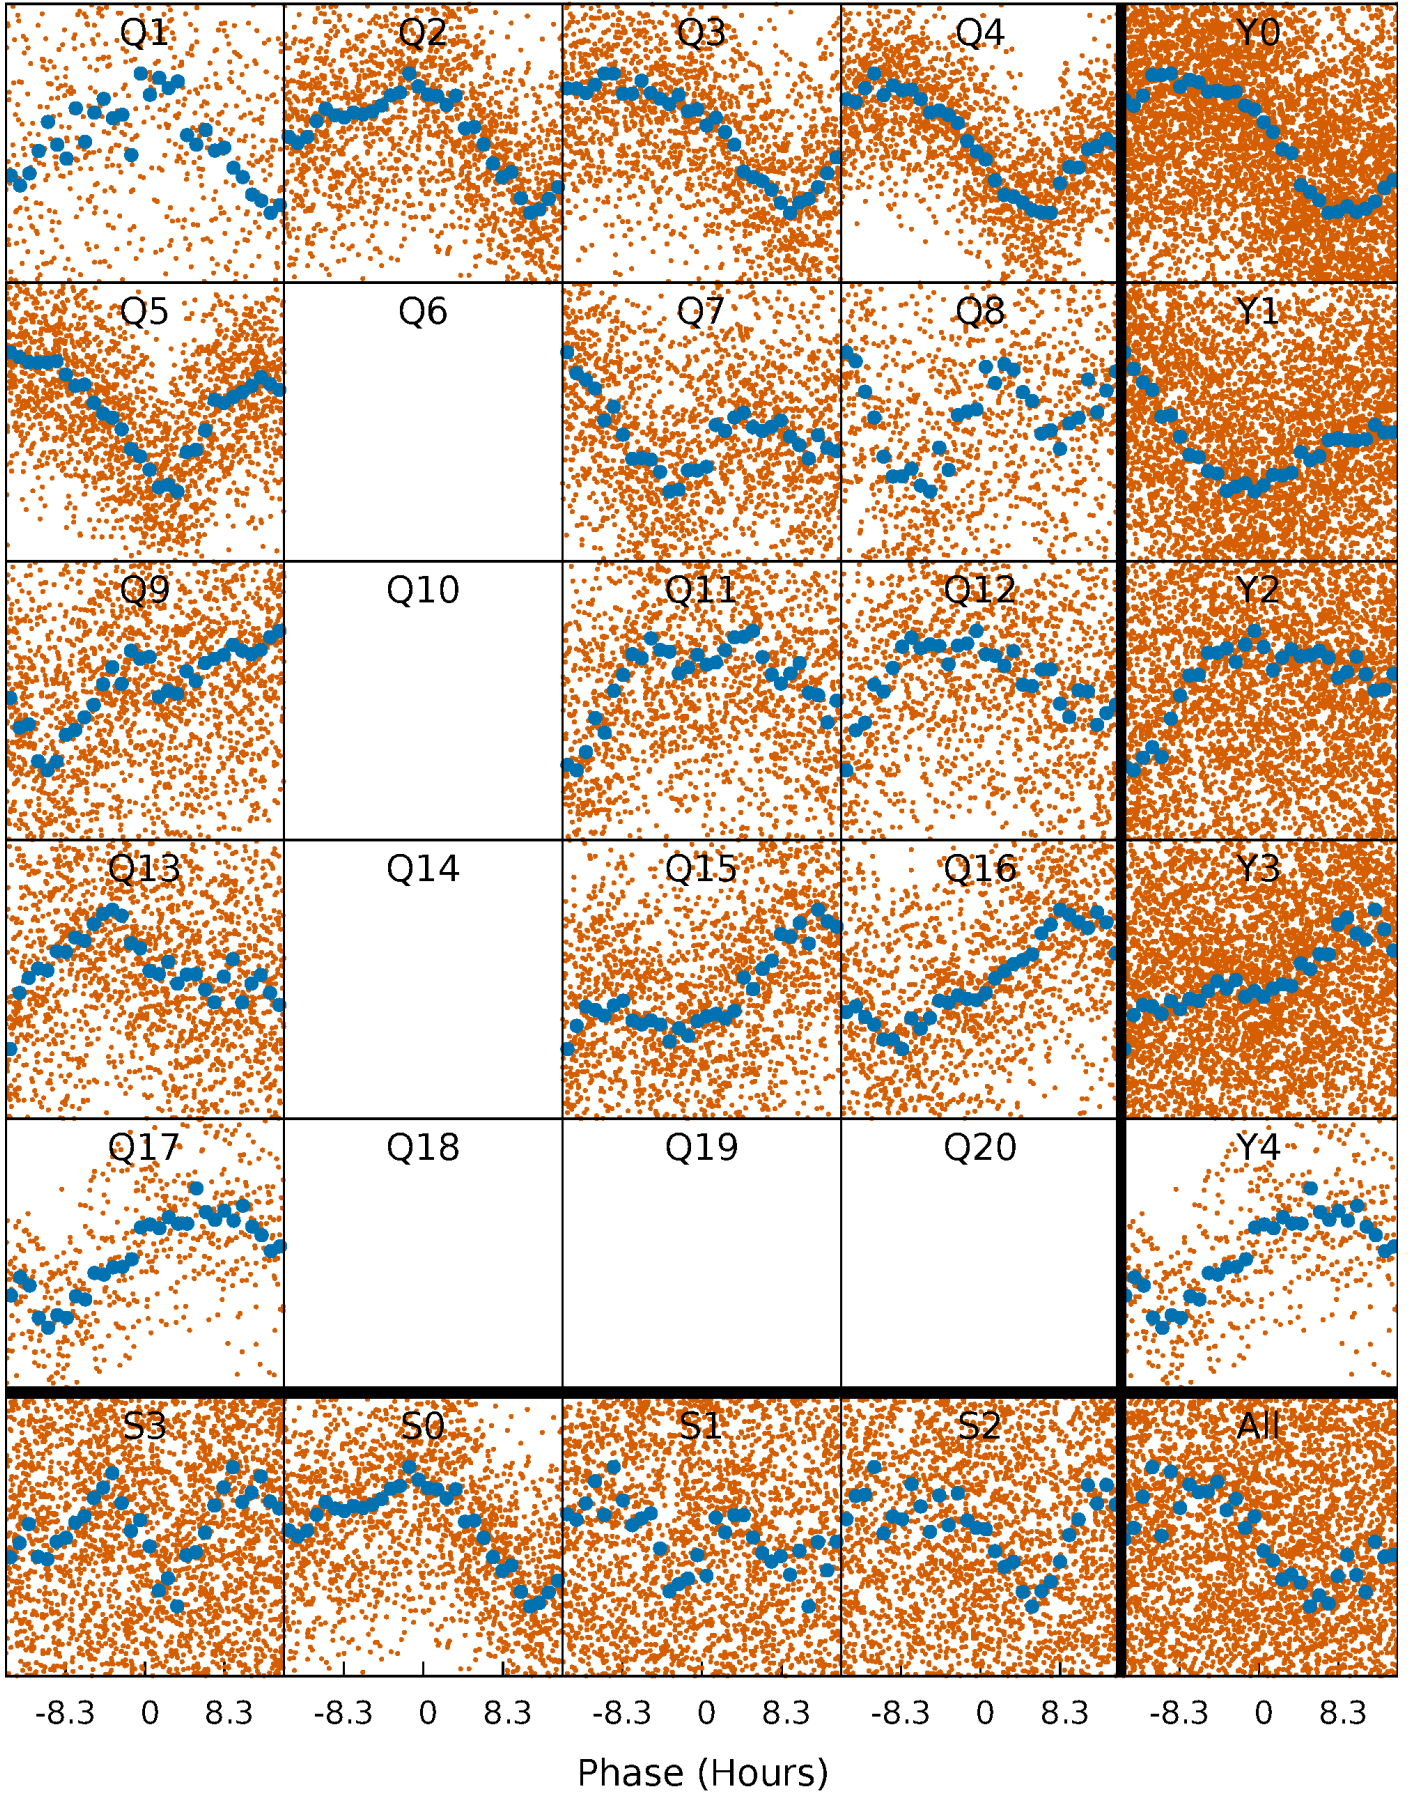 Q1 Q2 Q3 Q4 Y0
Q5 Q6 Q7 Q8 Y1
Q9 Q10 Q11 Q12 Y2
Q13 Q14 Q15 Q16 Y3
Q17 Q18 Q19 Q20 Y4
S3 S0 S1 S2 All
-8.3 0 8.3 -8.3 0 8.3 -8.3 0 8.3 -8.3 0 8.3 -8.3 0 8.3
Phase (Hours)